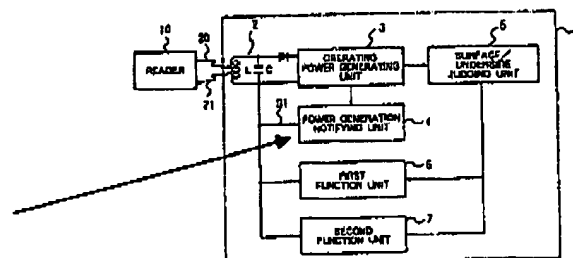 10
20
2
3
5
READER
L C
OPERATING
POWER GENERATING
UNIT
SURFACE/
UNDERSIDE
JUDGING UNIT
21
D1
POWER GENERATION
NOTIFYING UNIT
4
FIRST
FUNCTION UNIT
6
SECOND
FUNCTION UNIT
7